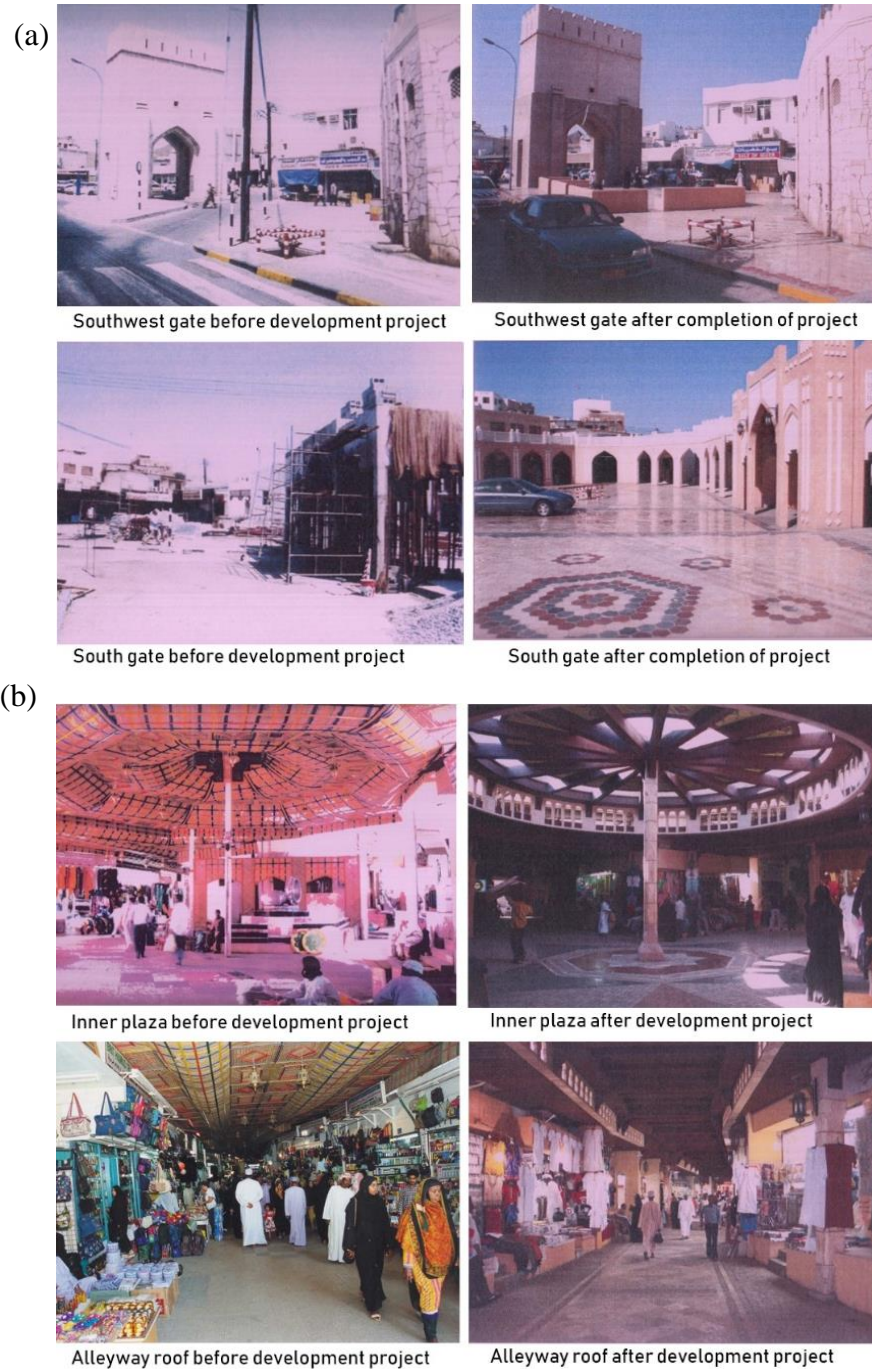 (a)
Southwest gate before development project
Southwest gate after completion of project
South gate before development project
South gate after completion of project
(b)
Inner plaza before development project
Inner plaza after development project
Alleyway roof before development project
Alleyway roof after development project